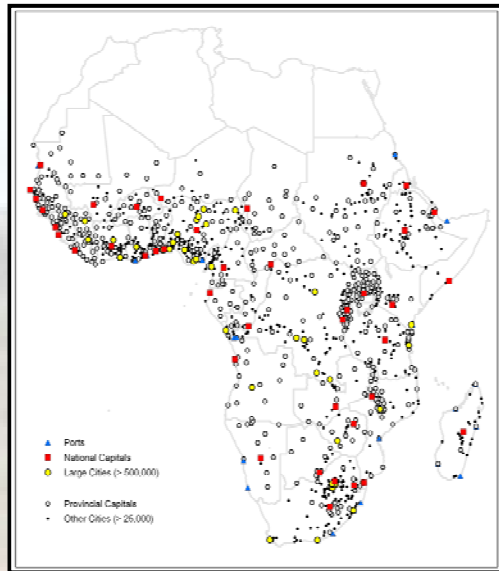 Ports
National Capitals
Large Cities (> 500,000)
Provincial Capitals
Other Cities (> 25,000)